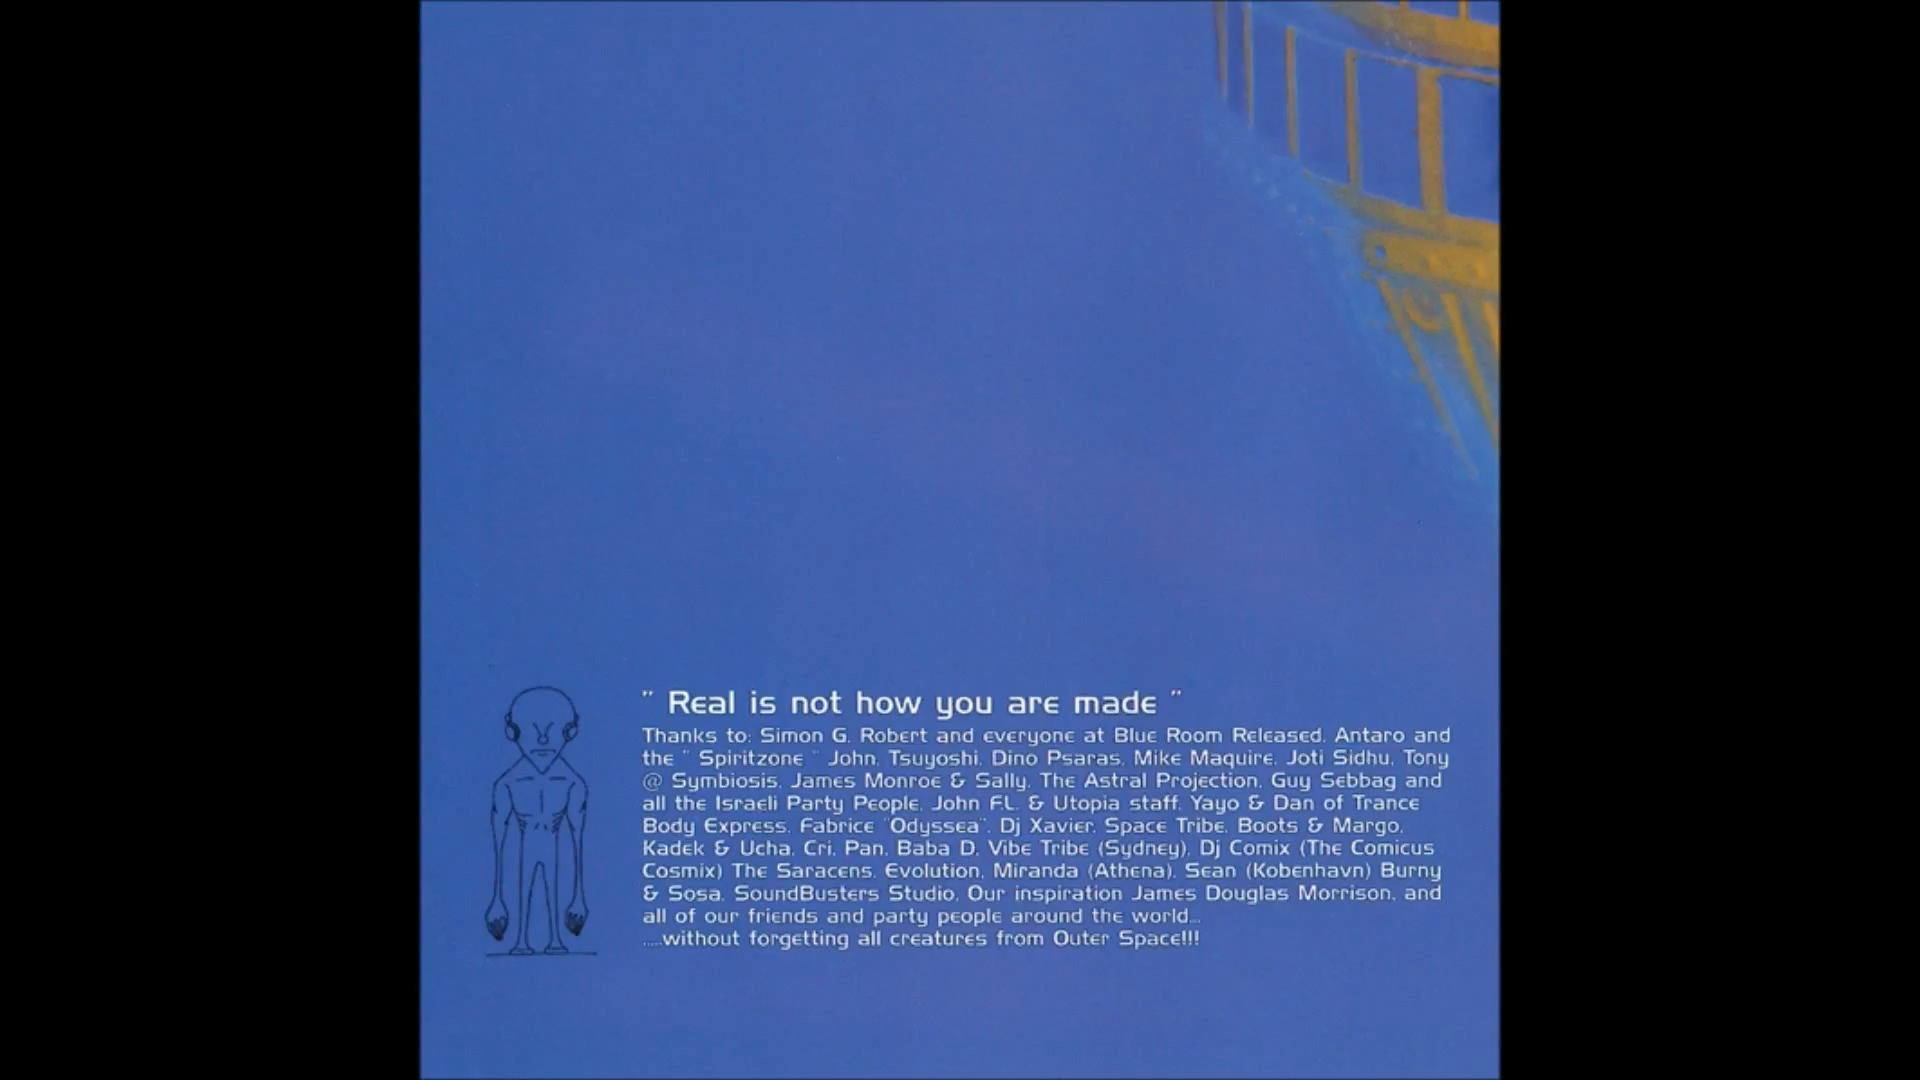 " Real is not how you are made "
Thanks to: Simon G. Robert and everyone at Blue Room Released. Antaro and
the " Spiritzone " John. Tsuyoshi. Dino Psaras. Mike Maquire. Joti Sidhu. Tony
@ Symbiosis. James Monroe & Sally. The Astral Projection. Guy Sebbag and
all the Israeli Party People. John F.L. & Utopia staff. Yayo & Dan of Trance
Body Express. Fabrice "Odyssea". Dj Xavier. Space Tribe. Boots & Margo.
Kadek & Ucha. Cri. Pan. Baba D. Vibe Tribe (Sydney). Dj Comix (The Comicus
Cosmix) The Saracens. Evolution. Miranda (Athena). Sean (Kobenhavn) Burny
& Sosa. SoundBusters Studio. Our inspiration James Douglas Morrison. and
all of our friends and party people around the world...
.....without forgetting all creatures from Outer Space!!!